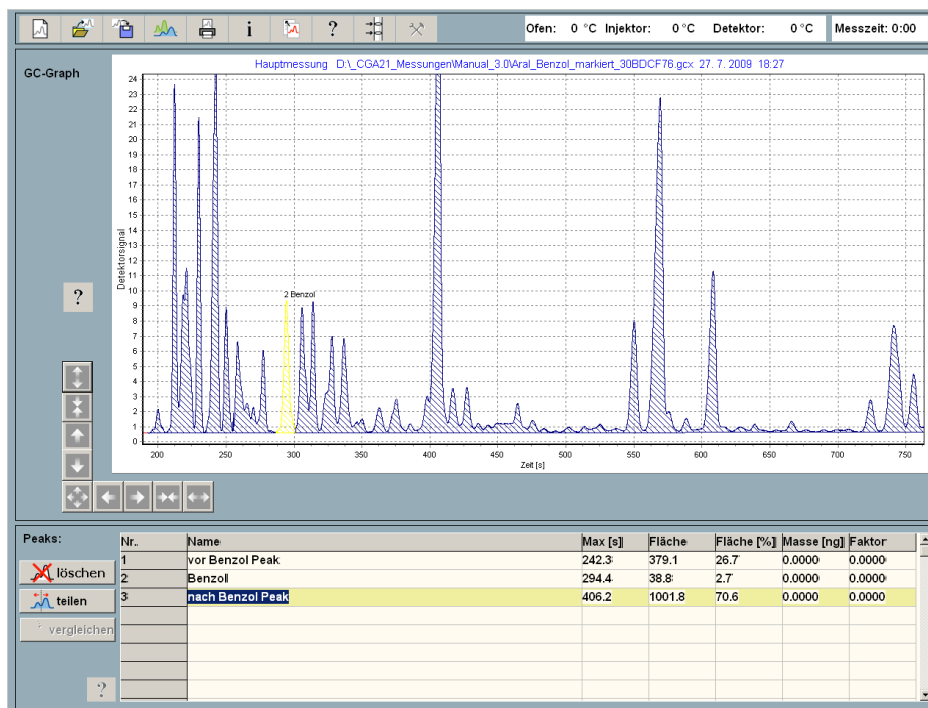 i ?
Ofen: 0 °C Injektor: 0 °C Detektor: 0 °C Messzeit: 0:00
GC-Graph
Hauptmessung D:\_CGA21_Messungen\Manual_3.0\Aral_Benzol_markiert_30BDCF76.gcx 27. 7. 2009 18:27
24
23
22
21
20
19
18
17
16
15
14
13
12
11
10
9
8
7
6
5
4
3
2
1
0
Detektorsignal
2 Benzol
?
200 250 300 350 400 450 500 550 600 650 700 750
Zeit [s]
Peaks:
Nr.. Name Max [s] Fläche Fläche [%] Masse [ng] Faktor
1 vor Benzol Peak 242.3 379.1 26.7 0.0000 0.0000
2 Benzol 294.4 38.8 2.7 0.0000 0.0000
3 nach Benzol Peak 406.2 1001.8 70.6 0.0000 0.0000
löschen
teilen
vergleichen
?